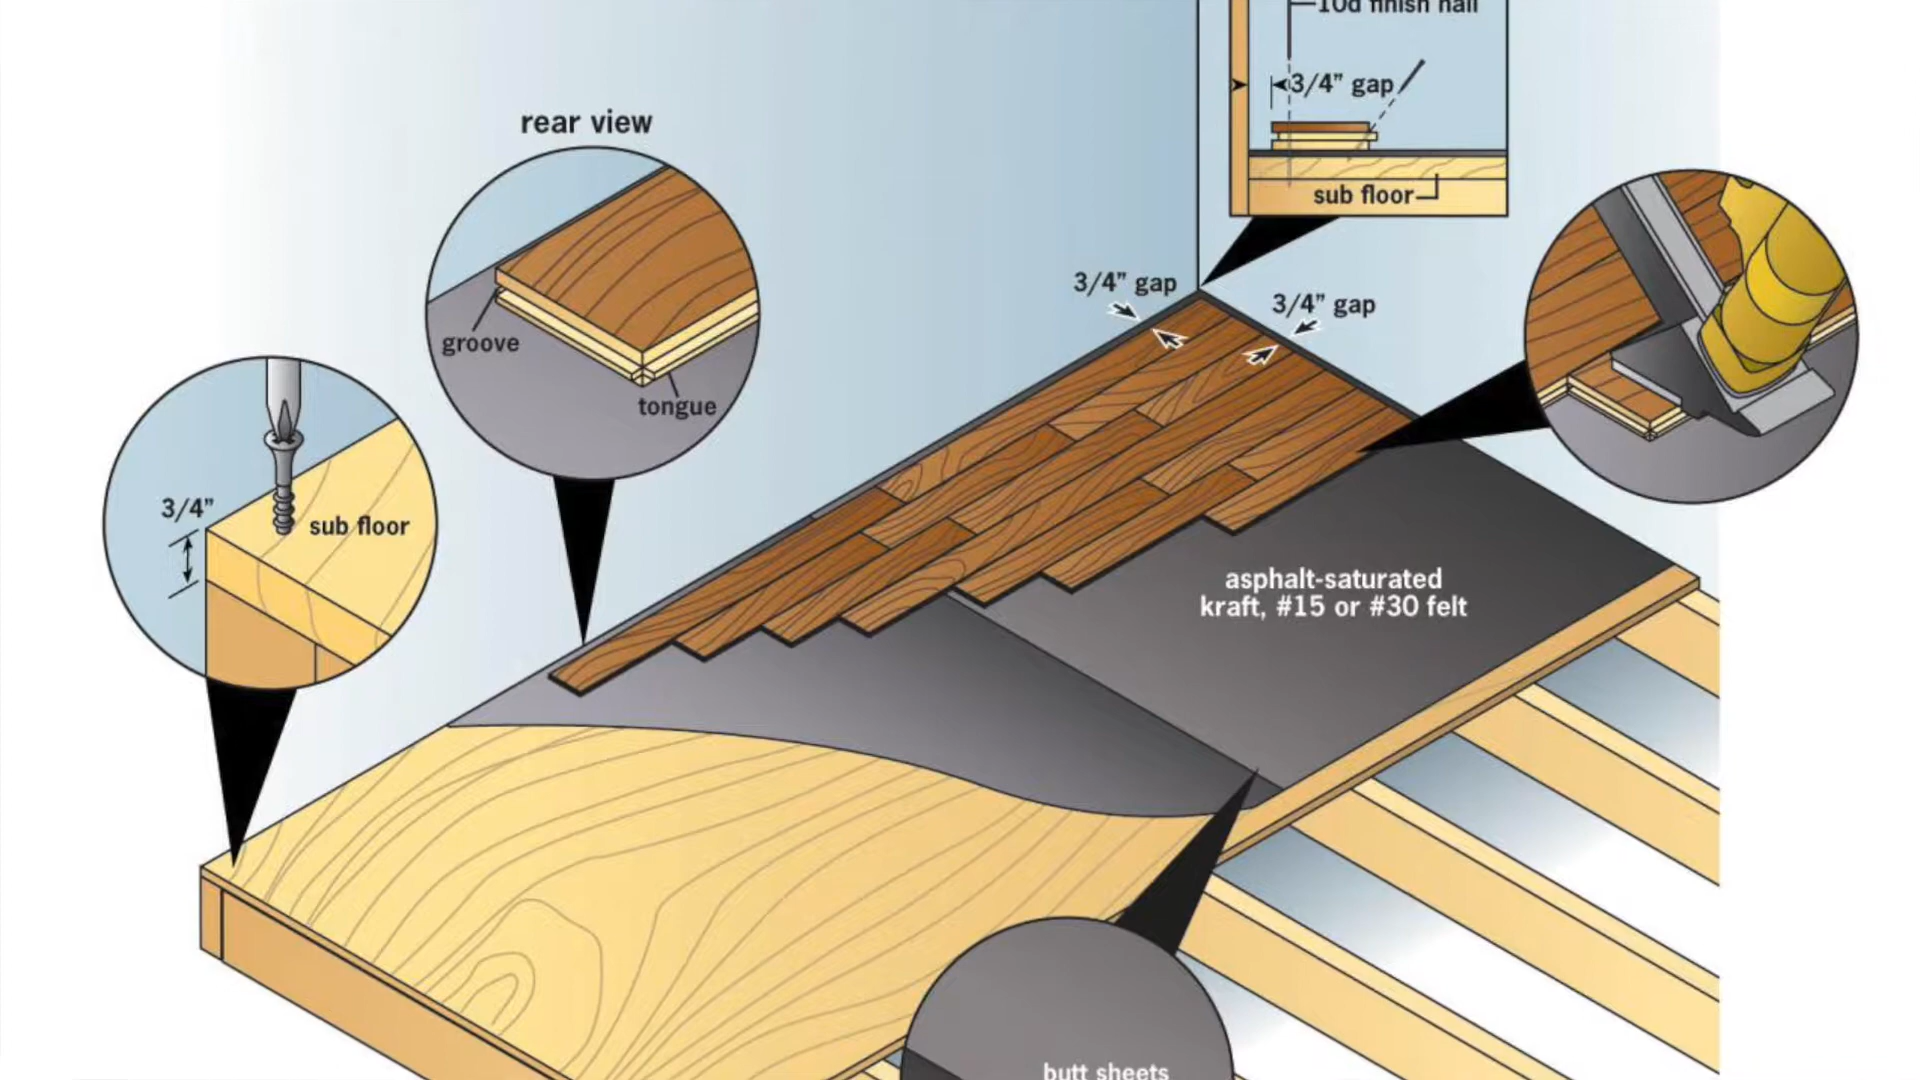 10d finish nail
3/4” gap
sub floor
rear view
groove
tongue
3/4” gap
3/4” gap
3/4”
sub floor
asphalt-saturated
kraft, #15 or #30 felt
butt sheets